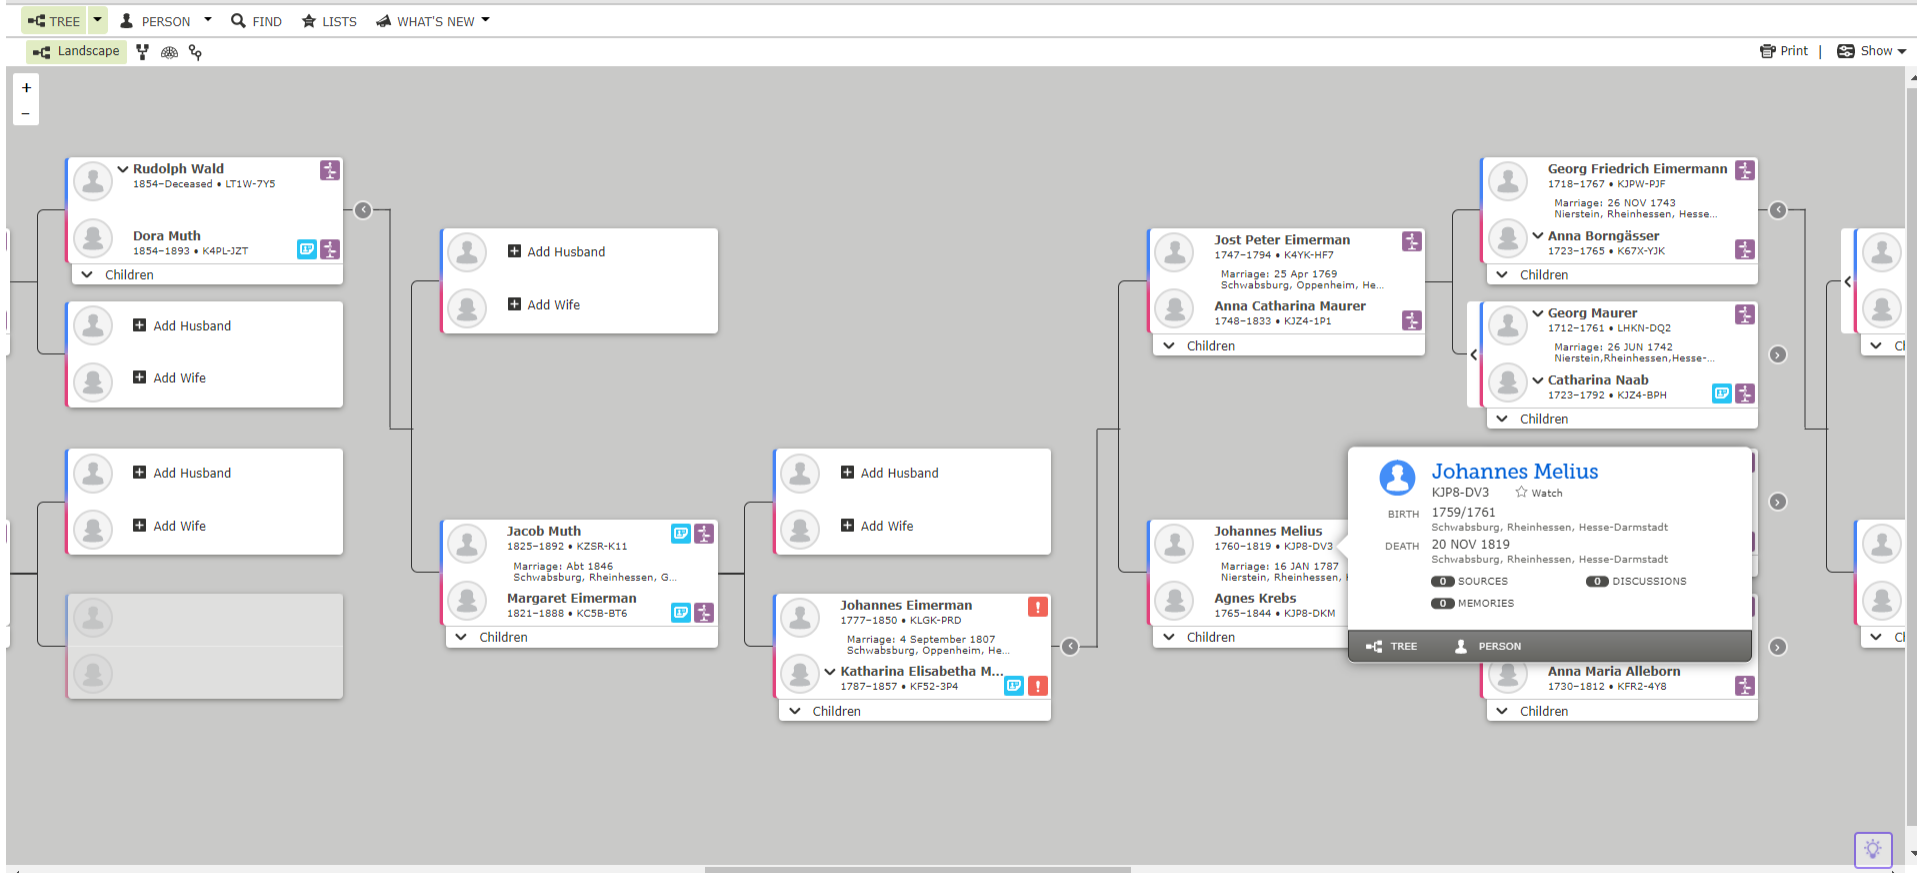 TREE PERSON FIND LISTS WHAT'S NEW
Landscape
Print | Show
+
−
Rudolph Wald
1854–Deceased • LT1W-7Y5
Dora Muth
1854–1893 • K4PL-JZT
Children
Add Husband
Add Wife
Add Husband
Add Wife
Add Husband
Add Wife
Jacob Muth
1825–1892 • KZSR-K11
Marriage: Abt 1846
Schwabsburg, Rheinhessen, G...
Margaret Eimerman
1821–1888 • KC5B-BT6
Children
Add Husband
Add Wife
Johannes Eimerman
1777–1850 • KLGK-PRD
Marriage: 4 September 1807
Schwabsburg, Oppenheim, He...
Katharina Elisabetha M...
1787–1857 • KF52-3P4
Children
Jost Peter Eimerman
1747–1794 • K4YK-HF7
Marriage: 25 Apr 1769
Schwabsburg, Oppenheim, He...
Anna Catharina Maurer
1748–1833 • KJZ4-1P1
Children
Johannes Melius
1760–1819 • KJP8-DV3
Marriage: 16 JAN 1787
Nierstein, Rheinhessen,
Agnes Krebs
1765–1844 • KJP8-DKM
Children
Georg Friedrich Eimermann
1718–1767 • KJPW-PJF
Marriage: 26 NOV 1743
Nierstein, Rheinhessen, Hesse...
Anna Borngässer
1723–1765 • K67X-YJK
Children
Georg Maurer
1712–1761 • LHKN-DQ2
Marriage: 26 JUN 1742
Nierstein,Rheinhessen,Hesse-...
Catharina Naab
1723–1792 • KJZ4-BPH
Children
Johannes Melius
KJP8-DV3 Watch
BIRTH 1759/1761
Schwabsburg, Rheinhessen, Hesse-Darmstadt
DEATH 20 NOV 1819
Schwabsburg, Rheinhessen, Hesse-Darmstadt
0 SOURCES 0 DISCUSSIONS
0 MEMORIES
TREE PERSON
Anna Maria Alleborn
1730–1812 • KFR2-4Y8
Children